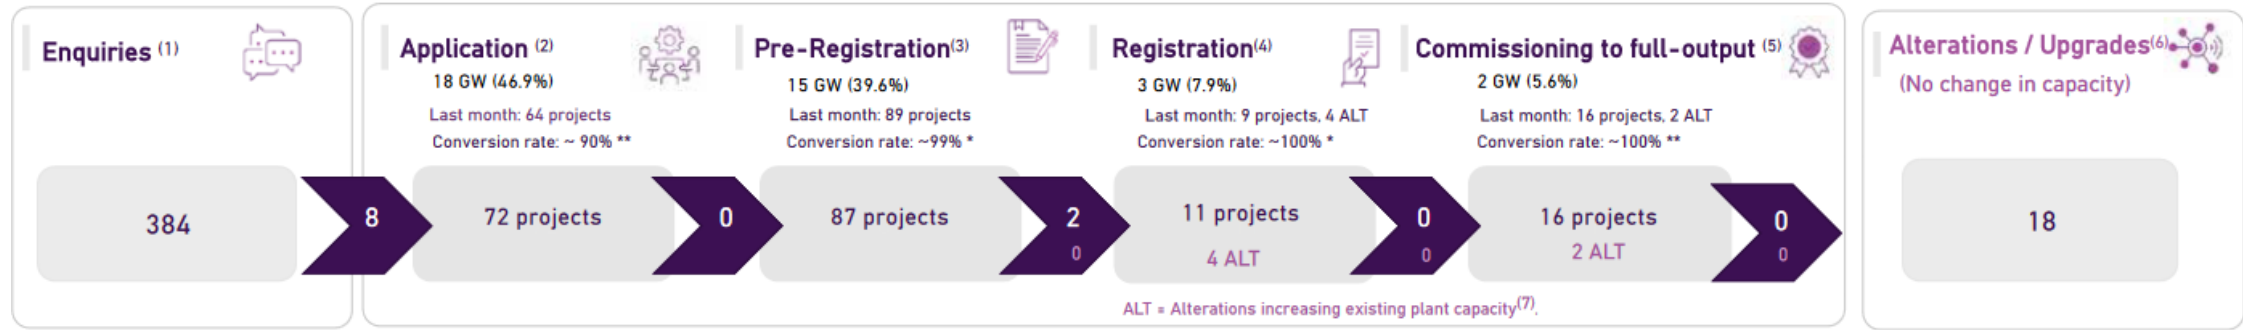 Enquiries (1)
384
8
Application (2)
18 GW (46.9%)
Last month: 64 projects
Conversion rate: ~ 90% **
72 projects
0
Pre-Registration(3)
15 GW (39.6%)
Last month: 89 projects
Conversion rate: ~99% *
87 projects
2
0
Registration(4)
3 GW (7.9%)
Last month: 9 projects, 4 ALT
Conversion rate: ~100% *
11 projects
4 ALT
0
0
Commissioning to full-output (5)
2 GW (5.6%)
Last month: 16 projects, 2 ALT
Conversion rate: ~100% **
16 projects
2 ALT
0
0
ALT = Alterations increasing existing plant capacity(7).
Alterations / Upgrades(6)
(No change in capacity)
18